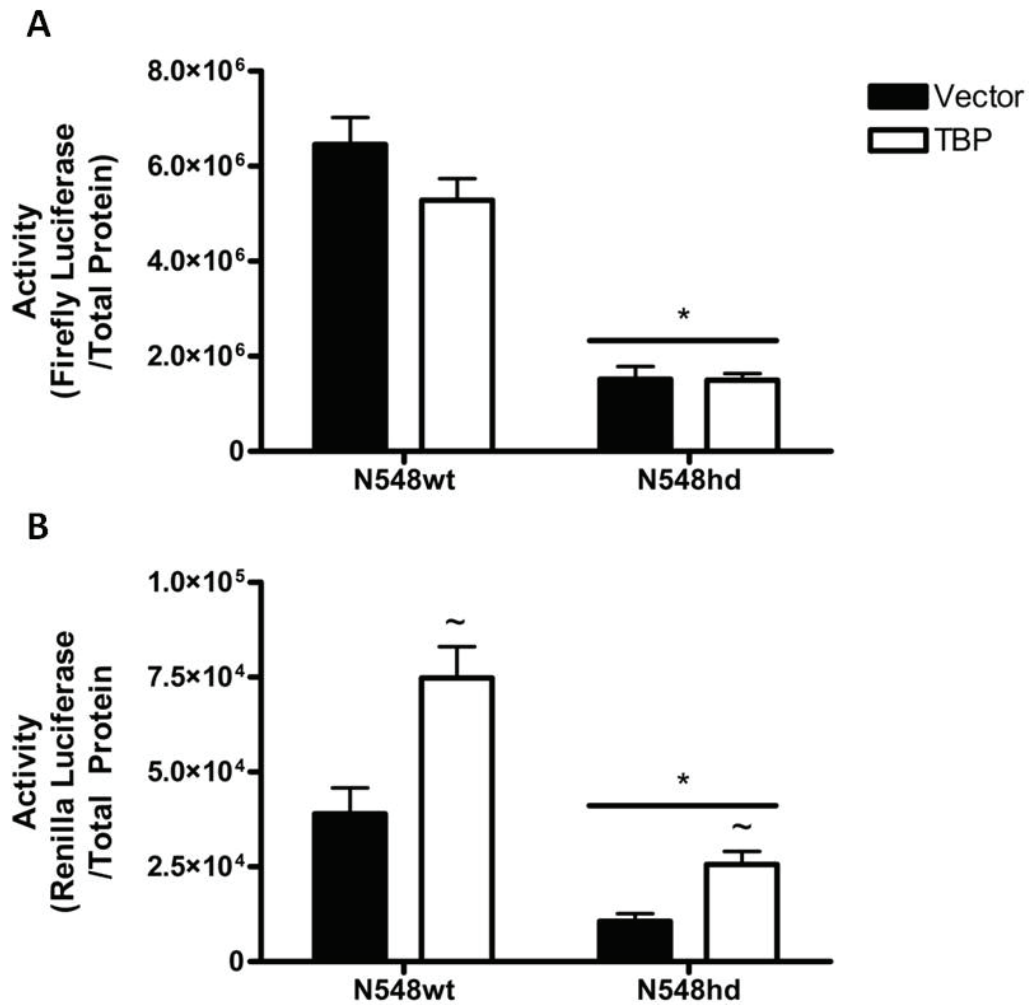 A
8.0×10⁶
6.0×10⁶
4.0×10⁶
2.0×10⁶
0
Activity
(Firefly Luciferase
/Total Protein)
*
N548wt
N548hd
Vector
TBP
B
1.0×10⁵
7.5×10⁴
5.0×10⁴
2.5×10⁴
0
Activity
(Renilla Luciferase
/Total Protein
~
*
~
N548wt
N548hd